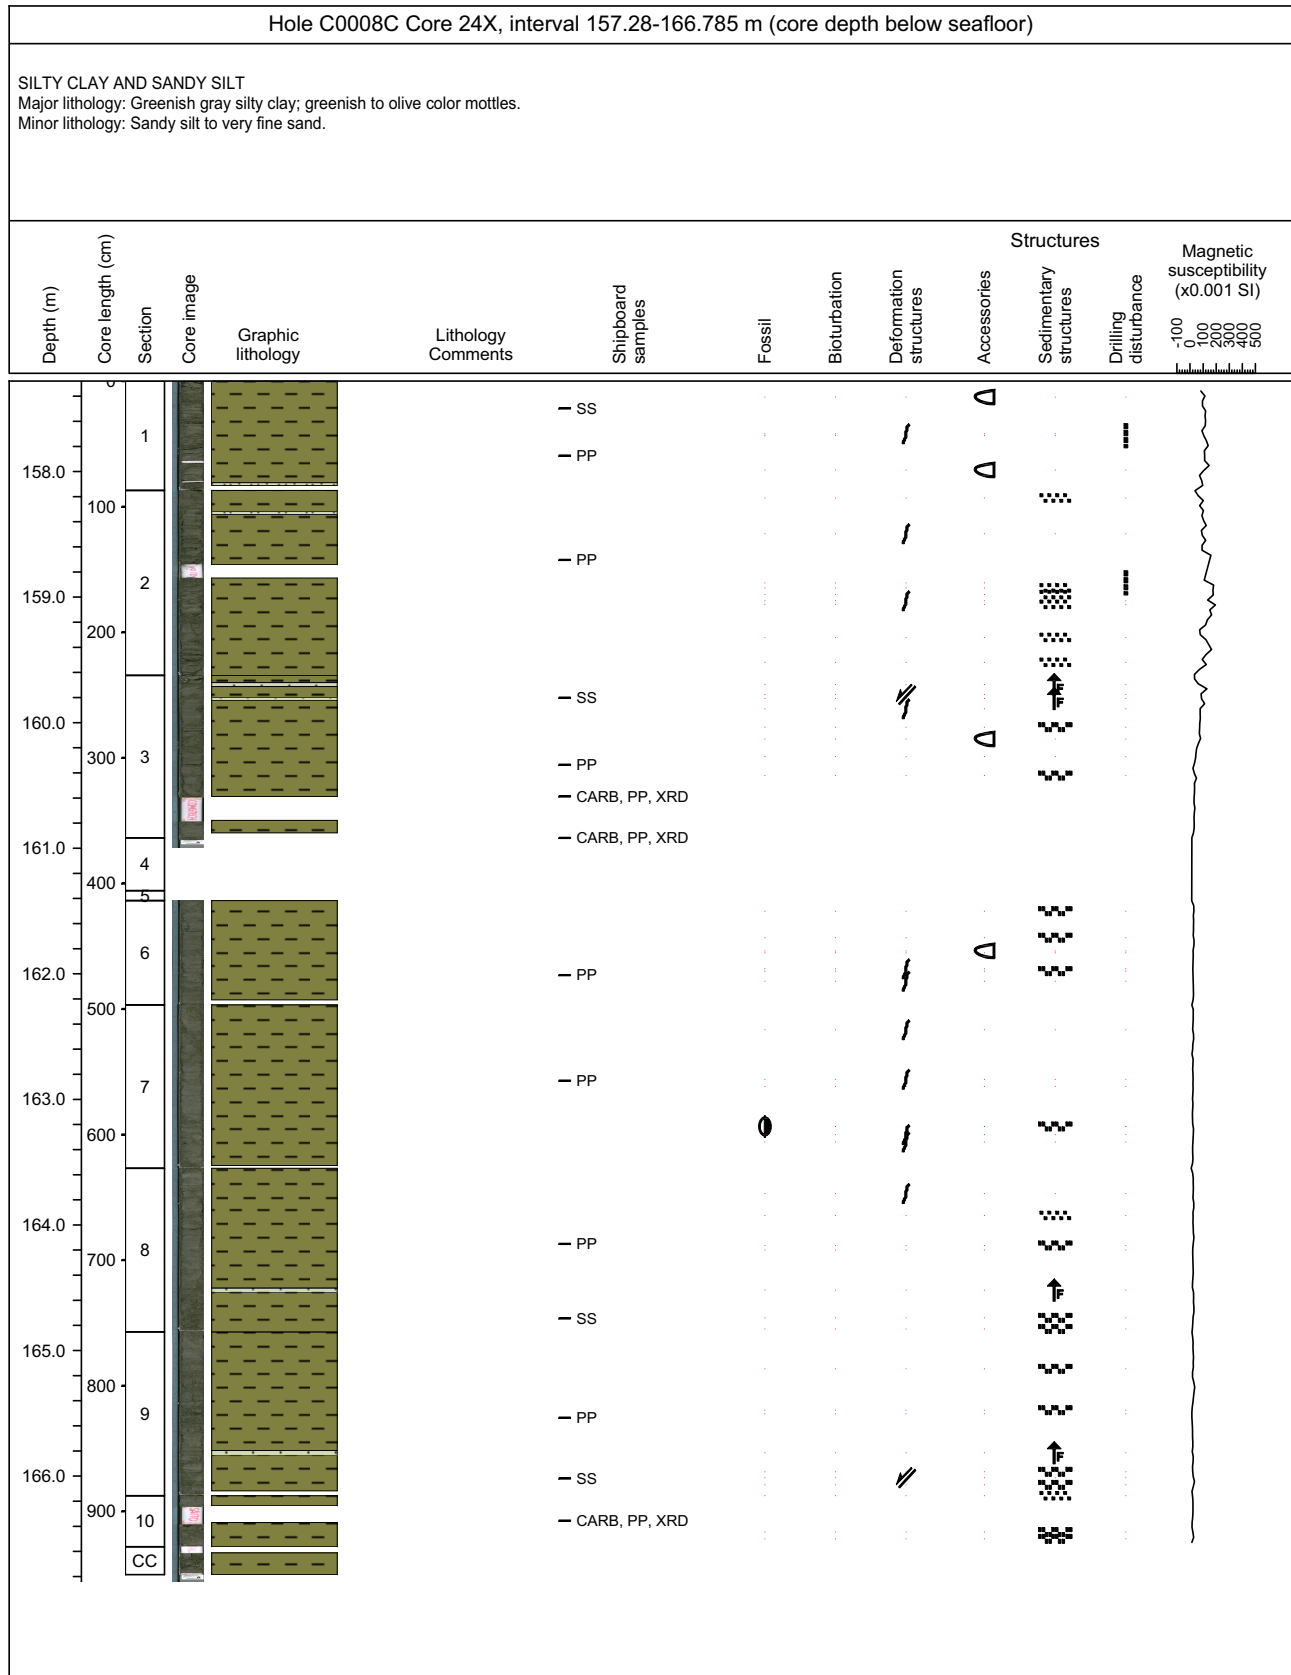 Hole C0008C Core 24X, interval 157.28-166.785 m (core depth below seafloor)
SILTY CLAY AND SANDY SILT
Major lithology: Greenish gray silty clay; greenish to olive color mottles.
Minor lithology: Sandy silt to very fine sand.
Depth (m)
Core length (cm)
Section
Core image
Graphic
lithology
Lithology
Comments
Shipboard
samples
Fossil
Bioturbation
Structures
Deformation
structures
Accessories
Sedimentary
structures
Drilling
disturbance
Magnetic
susceptibility
(x0.001 SI)
-100
0
100
200
300
400
500
0
SS
1
PP
158.0
100
PP
2
159.0
200
F
SS
F
160.0
3
300
PP
CARB, PP, XRD
CARB, PP, XRD
161.0
4
400
5
6
162.0
PP
500
PP
7
163.0
600
164.0
PP
8
700
F
SS
165.0
800
9
PP
F
166.0
SS
900
10
CARB, PP, XRD
CC